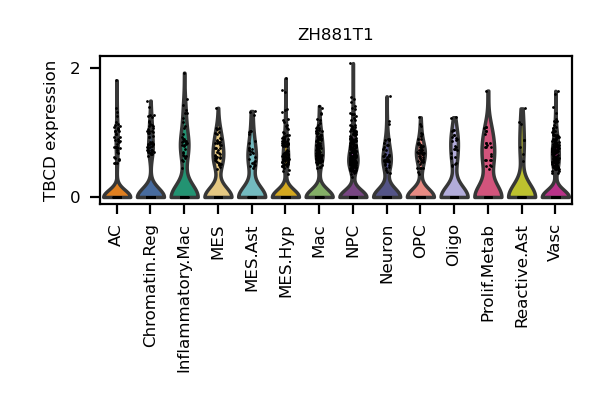 ZH881T1
TBCD expression
2
0
AC
Chromatin.Reg
Inflammatory.Mac
MES
MES.Ast
MES.Hyp
Mac
NPC
Neuron
OPC
Oligo
Prolif.Metab
Reactive.Ast
Vasc